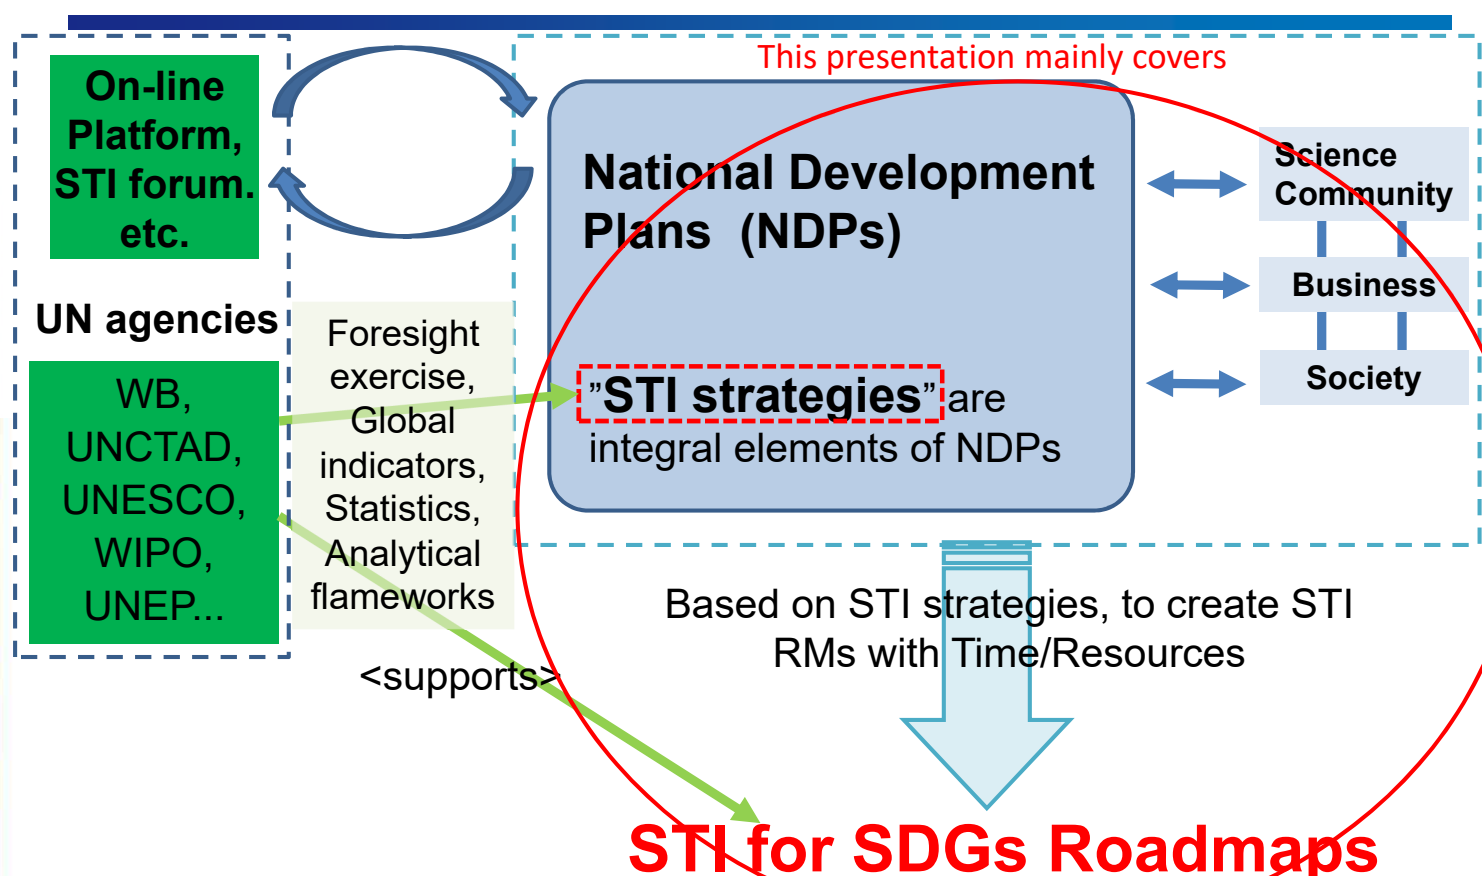 This presentation mainly covers
On-line
Platform,
STI forum.
etc.
UN agencies
WB,
UNCTAD,
UNESCO,
WIPO,
UNEP...
Foresight
exercise,
Global
indicators,
Statistics,
Analytical
flameworks
<supports>
National Development
Plans (NDPs)
”STI strategies” are
integral elements of NDPs
Science
Community
Business
Society
Based on STI strategies, to create STI
RMs with Time/Resources
STI for SDGs Roadmaps